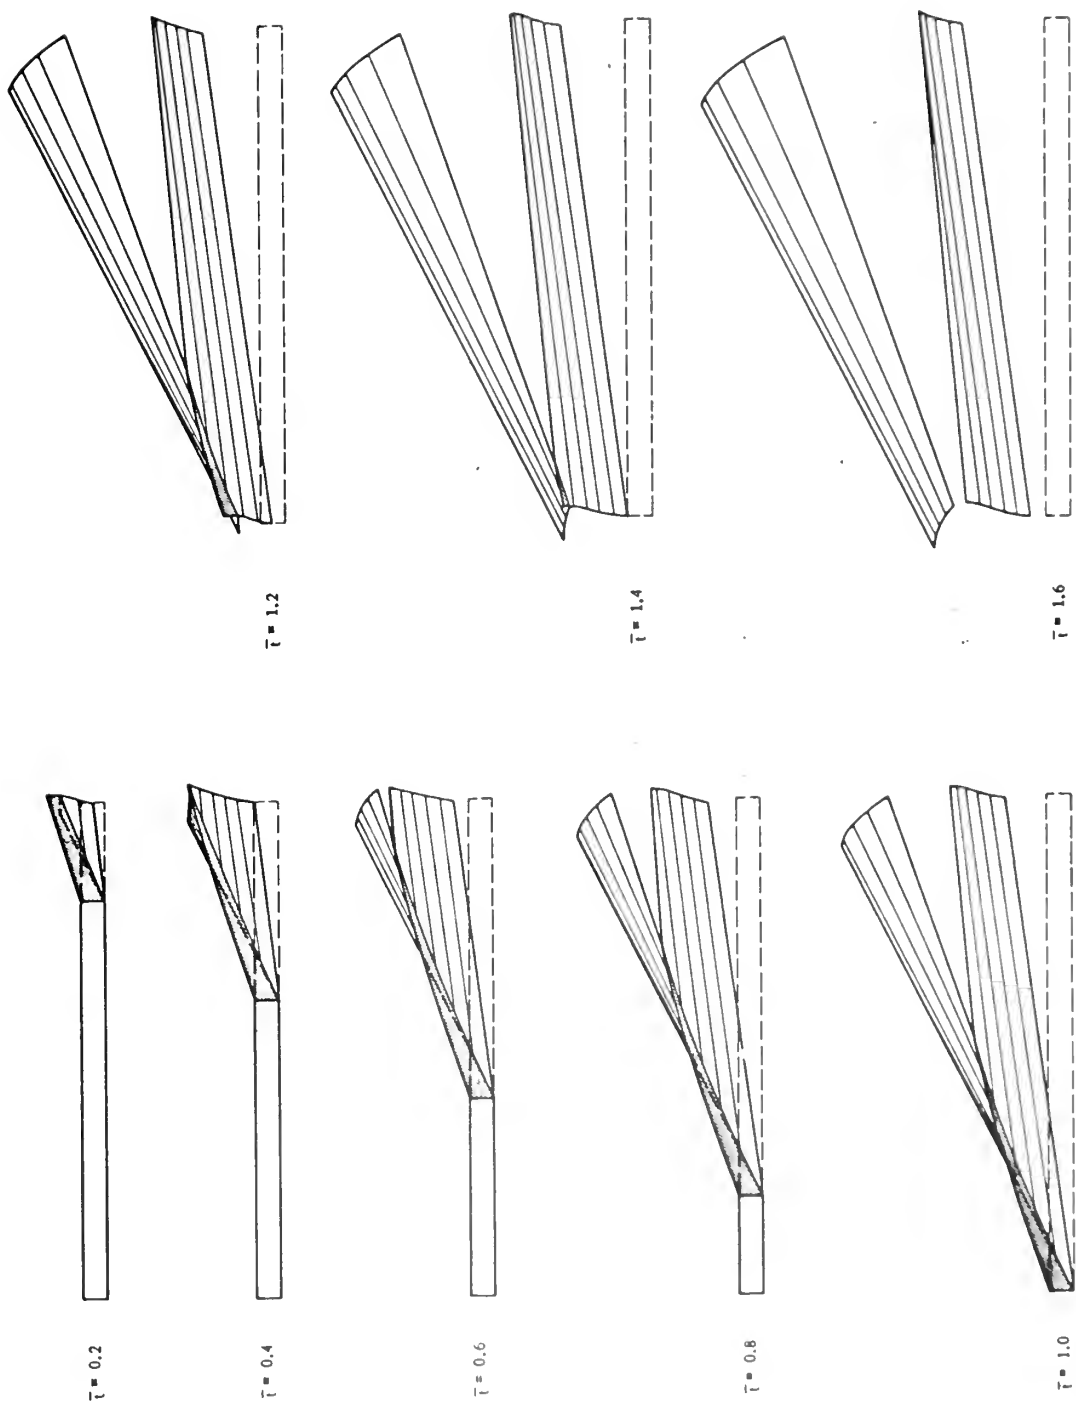 t̄ = 0.2
t̄ = 0.4
t̄ = 0.6
t̄ = 0.8
t̄ = 1.0
t̄ = 1.2
t̄ = 1.4
t̄ = 1.6